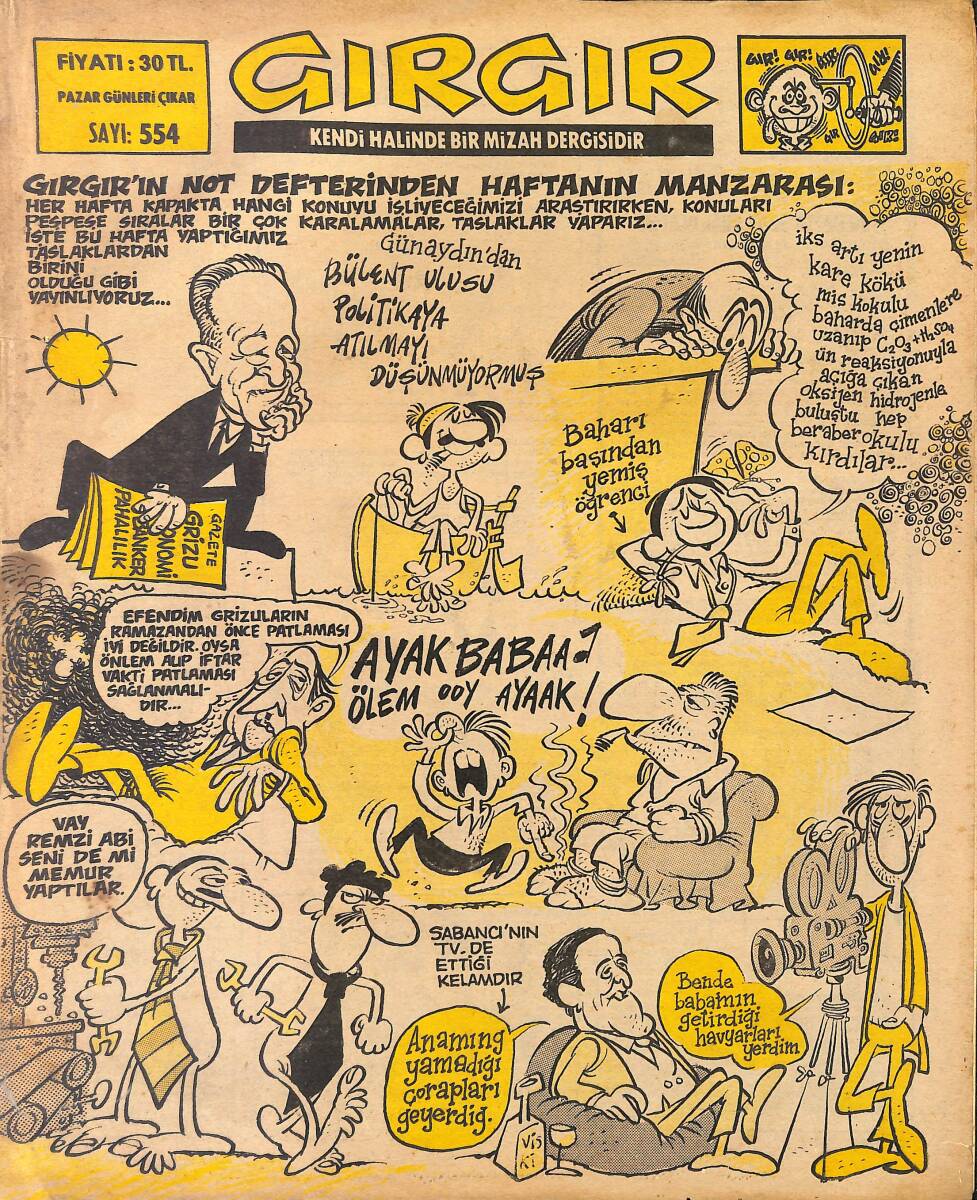 FİYATI : 30 TL.
PAZAR GÜNLERİ ÇIKAR
SAYI: 554
GIRGIR
KENDİ HALİNDE BİR MİZAH DERGİSİDİR
GIR! GIR!
GIR
GIRGIR'IN NOT DEFTERİNDEN HAFTANIN MANZARASI:
HER HAFTA KAPAKTA HANGİ KONUYU İŞLİYECEĞİMİZİ ARAŞTIRIRKEN, KONULARI
PEŞPEŞE SIRALAR BİR ÇOK KARALAMALAR, TASLAKLAR YAPARIZ...
İŞTE BU HAFTA YAPTIĞIMIZ
TASLAKLARDAN
BİRİNİ
OLDUĞU GİBİ
YAYINLIYORUZ...
Günaydın'dan
BÜLENT ULUSU
POLİTİKAYA
ATILMAYI
DÜŞÜNMÜYORMUŞ
iks artı yenin
kare kökü
mis kokulu
baharda çimenlere
uzanıp C2O3+H2SO4
ün reaksiyonuyla
açığa çıkan
oksijen hidrojenle
buluştu hep
beraber okulu
kırdılar...
Baharı
başından
yemiş
öğrenci
GAZETE
GRİZU
EKONOMİ
BANKER
PAHALILIK
EFENDİM GRİZULARIN
RAMAZANDAN ÖNCE PATLAMASI
İYİ DEĞİLDİR. OYSA
ÖNLEM ALIP İFTAR
VAKTİ PATLAMASI
SAĞLANMALI-
DIR...
AYAK BABAA
ÖLEM OOY AYAAK!
VAY
REMZİ ABİ
SENİ DE Mİ
MEMUR
YAPTILAR.
SABANCI'NIN
TV. DE
ETTİĞİ
KELAMDIR
Anamıng
yamadığı
çorapları
geyerdig.
Bende
babamın
getirdiği
havyarları
yerdim
VİS
Kİ